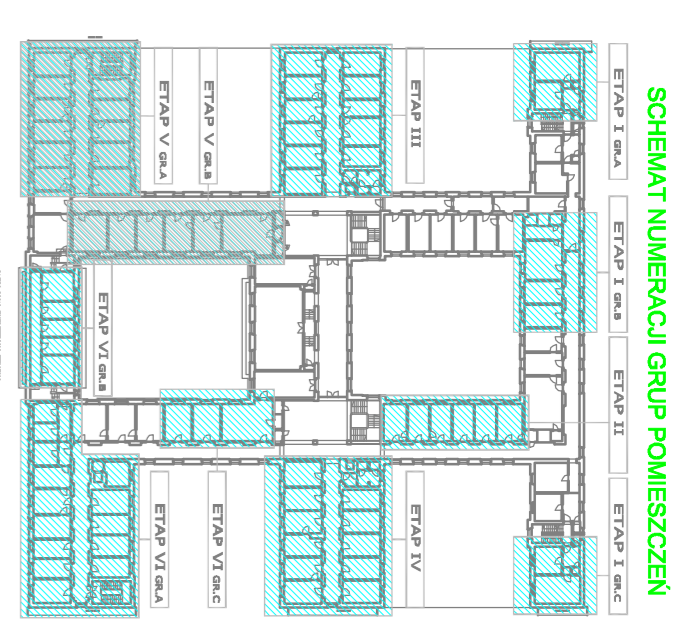 SCHEMAT NUMERACJI GRUP POMIESZCZEŃ
ETAP I GR.A
ETAP I GR.B
ETAP II
ETAP I GR.C
ETAP III
ETAP IV
ETAP V GR.B
ETAP VI GR.C
ETAP V GR.A
ETAP VI GR.A
ETAP VI GR.B